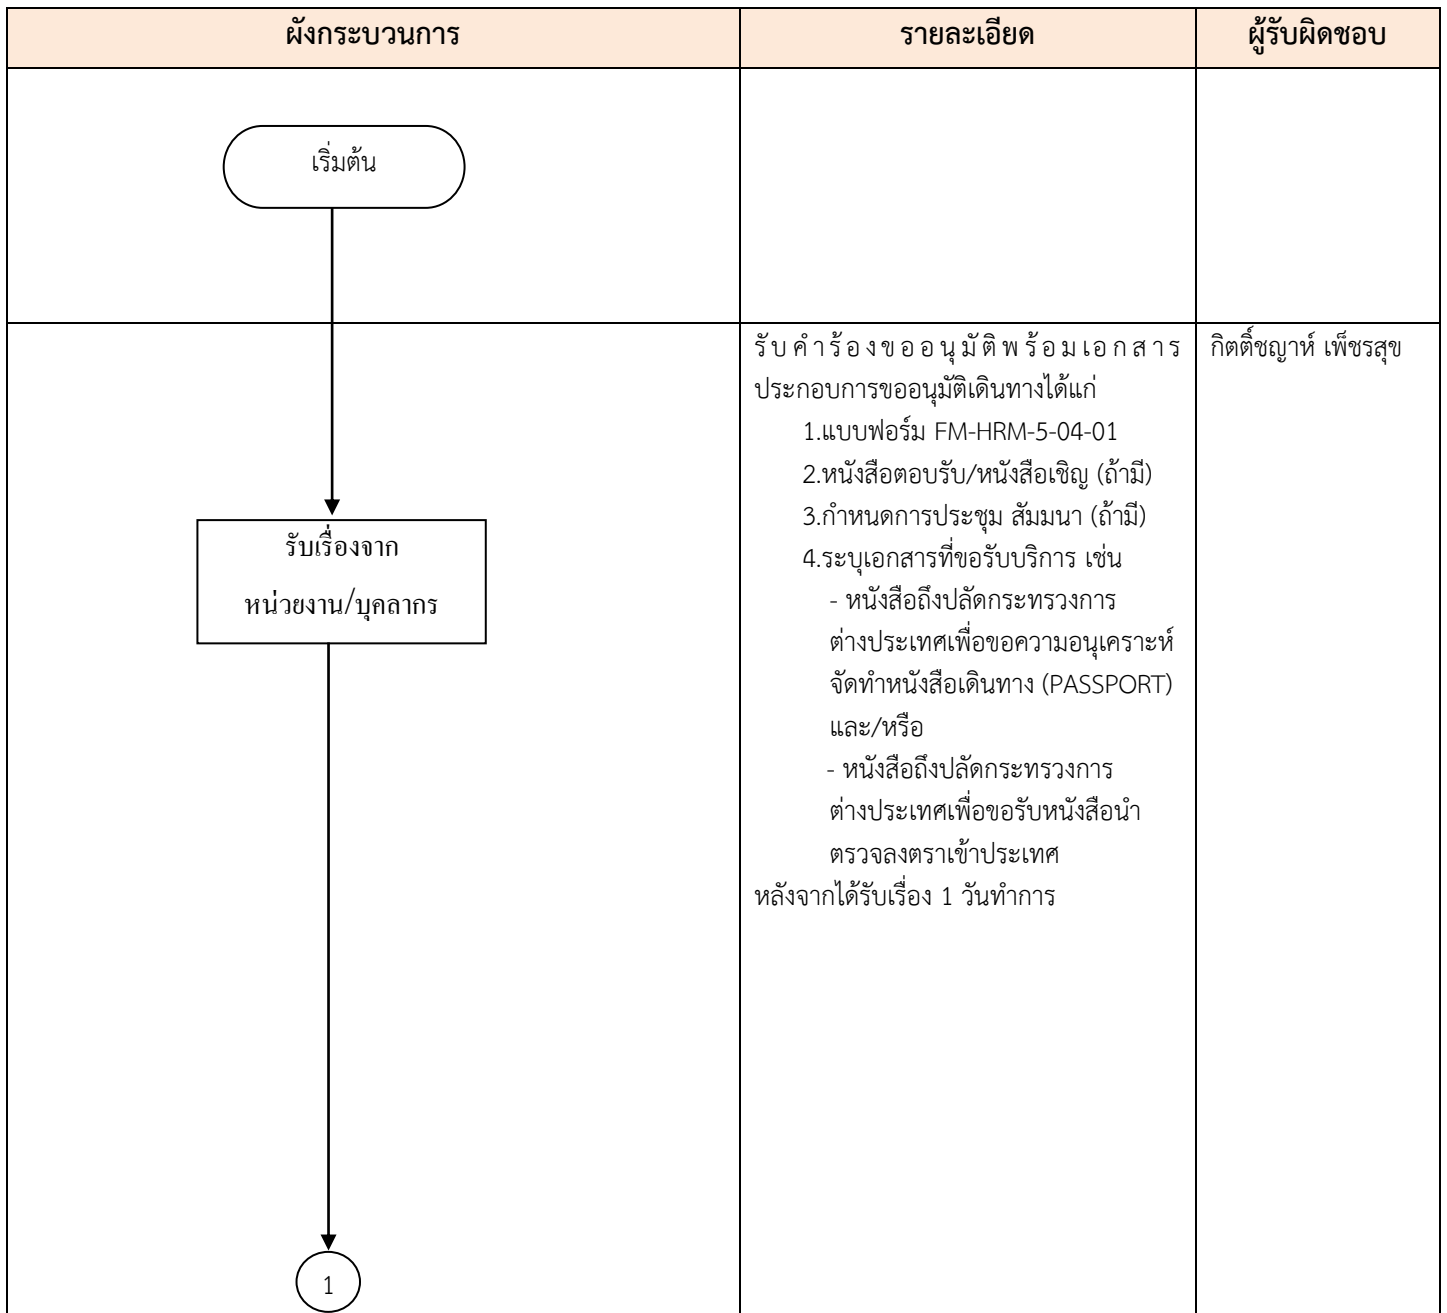 ผังกระบวนการ
รายละเอียด
ผู้รับผิดชอบ
เริ่มต้น
รับเรื่องจาก
หน่วยงาน/บุคลากร
1
รับคำร้องขออนุมัติพร้อมเอกสาร
ประกอบการขออนุมัติเดินทางได้แก่
1.แบบฟอร์ม FM-HRM-5-04-01
2.หนังสือตอบรับ/หนังสือเชิญ (ถ้ามี)
3.กำหนดการประชุม สัมมนา (ถ้ามี)
4.ระบุเอกสารที่ขอรับบริการ เช่น
- หนังสือถึงปลัดกระทรวงการ
ต่างประเทศเพื่อขอความอนุเคราะห์
จัดทำหนังสือเดินทาง (PASSPORT)
และ/หรือ
- หนังสือถึงปลัดกระทรวงการ
ต่างประเทศเพื่อขอรับหนังสือนำ
ตรวจลงตราเข้าประเทศ
หลังจากได้รับเรื่อง 1 วันทำการ
กิตติ์ชญาห์ เพ็ชรสุข